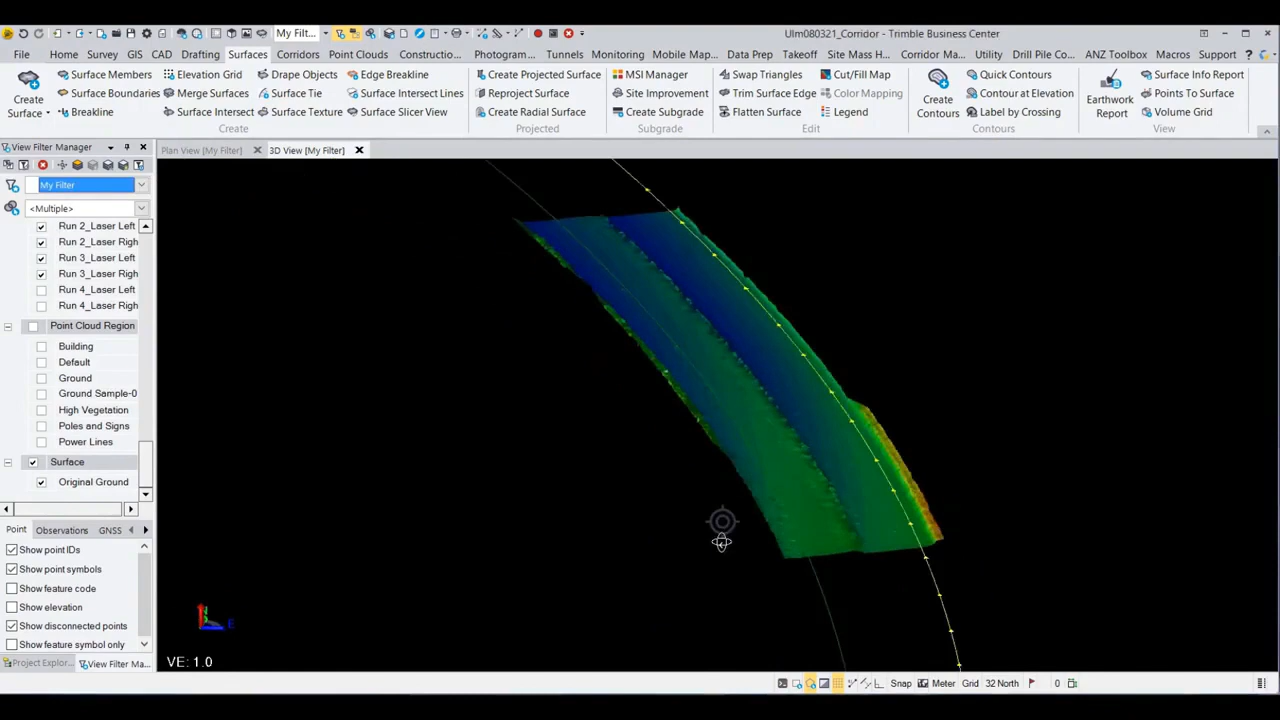 My Filt...
Ulm080321_Corridor - Trimble Business Center
File Home Survey GIS CAD Drafting Surfaces Corridors Point Clouds Constructio... Photogram... Tunnels Monitoring Mobile Map... Data Prep Takeoff Site Mass H... Corridor Ma... Utility Drill Pile Co... ANZ Toolbox Macros Support
Create Surface
Surface Members
Surface Boundaries
Breakline
Elevation Grid
Merge Surfaces
Surface Intersect
Drape Objects
Surface Tie
Surface Texture
Edge Breakline
Surface Intersect Lines
Surface Slicer View
Create
Create Projected Surface
Reproject Surface
Create Radial Surface
Projected
MSI Manager
Site Improvement
Create Subgrade
Subgrade
Swap Triangles
Trim Surface Edge
Flatten Surface
Cut/Fill Map
Color Mapping
Legend
Edit
Create Contours
Quick Contours
Contour at Elevation
Label by Crossing
Contours
Earthwork Report
Surface Info Report
Points To Surface
Volume Grid
View
View Filter Manager
Plan View [My Filter]
3D View [My Filter]
My Filter
<Multiple>
Run 2_Laser Left
Run 2_Laser Righ
Run 3_Laser Left
Run 3_Laser Righ
Run 4_Laser Left
Run 4_Laser Righ
Point Cloud Region
Building
Default
Ground
Ground Sample-0
High Vegetation
Poles and Signs
Power Lines
Surface
Original Ground
Point Observations GNSS
Show point IDs
Show point symbols
Show feature code
Show elevation
Show disconnected points
Show feature symbol only
Project Explor... View Filter Ma...
E
VE: 1.0
Snap Meter Grid 32 North 0